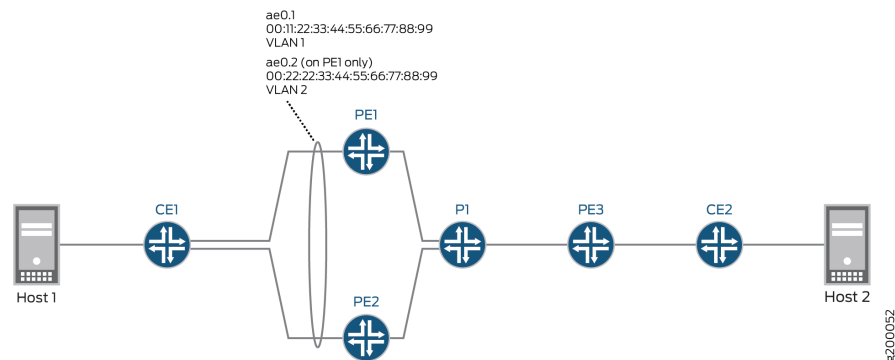 ae0.1
00:11:22:33:44:55:66:77:88:99
VLAN 1
ae0.2 (on PE1 only)
00:22:22:33:44:55:66:77:88:99
VLAN 2
PE1
CE1
P1
PE3
CE2
Host 1
PE2
Host 2
g200052